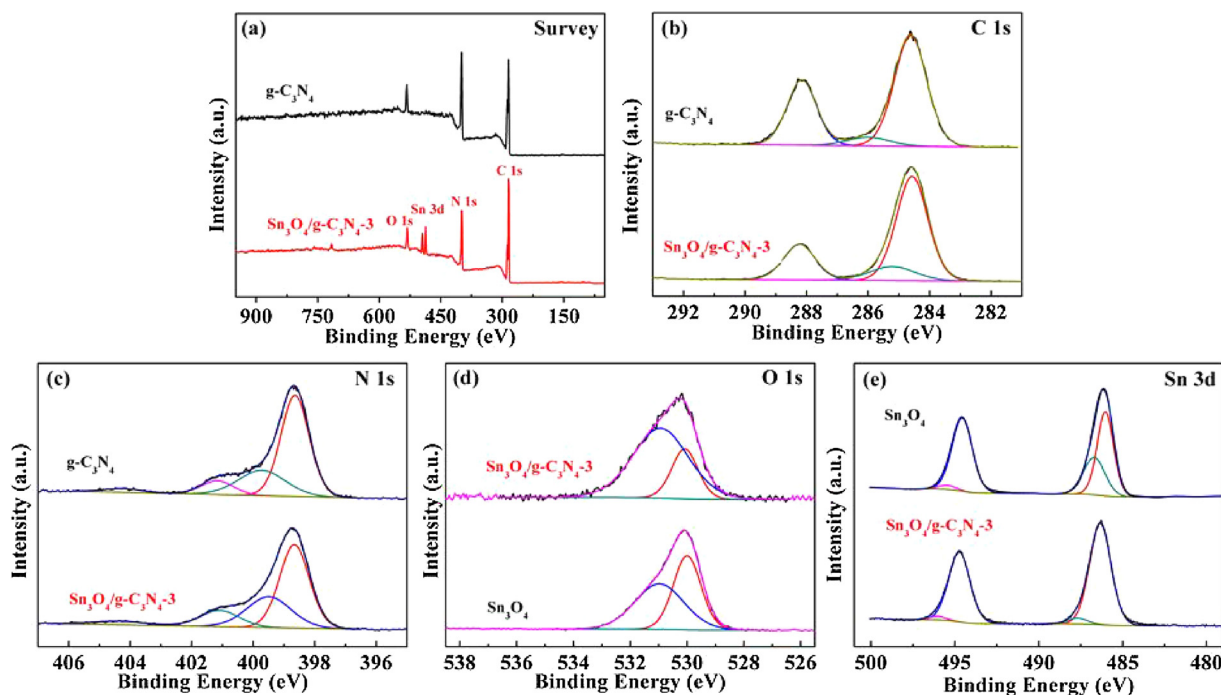 (a)
Survey
g-C₃N₄
C 1s
N 1s
Sn 3d
O 1s
Sn₃O₄/g-C₃N₄-3
Intensity (a.u.)
900 750 600 450 300 150
Binding Energy (eV)
(b)
C 1s
g-C₃N₄
Sn₃O₄/g-C₃N₄-3
Intensity (a.u.)
292 290 288 286 284 282
Binding Energy (eV)
(c)
N 1s
g-C₃N₄
Sn₃O₄/g-C₃N₄-3
Intensity (a.u.)
406 404 402 400 398 396
Binding Energy (eV)
(d)
O 1s
Sn₃O₄/g-C₃N₄-3
Sn₃O₄
Intensity (a.u.)
538 536 534 532 530 528 526
Binding Energy (eV)
(e)
Sn 3d
Sn₃O₄
Sn₃O₄/g-C₃N₄-3
Intensity (a.u.)
500 495 490 485 480
Binding Energy (eV)